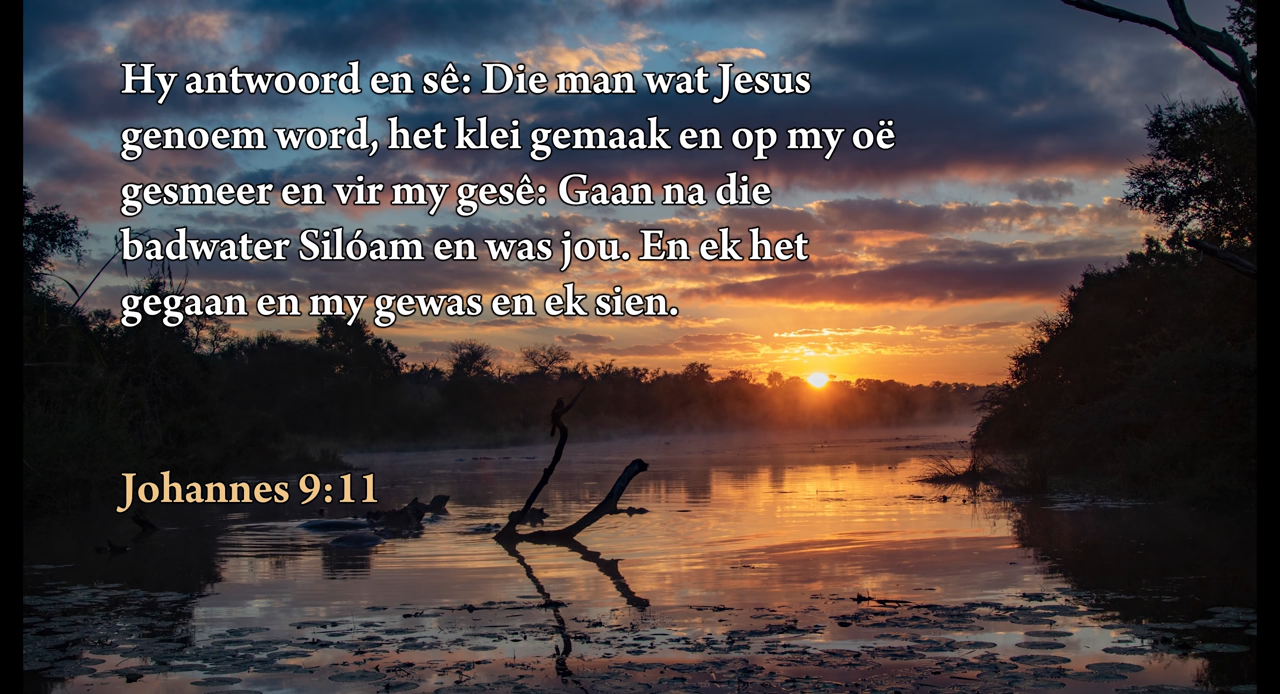 Hy antwoord en sê: Die man wat Jesus
genoem word, het klei gemaak en op my oë
gesmeer en vir my gesê: Gaan na die
badwater Silóam en was jou. En ek het
gegaan en my gewas en ek sien.
Johannes 9:11